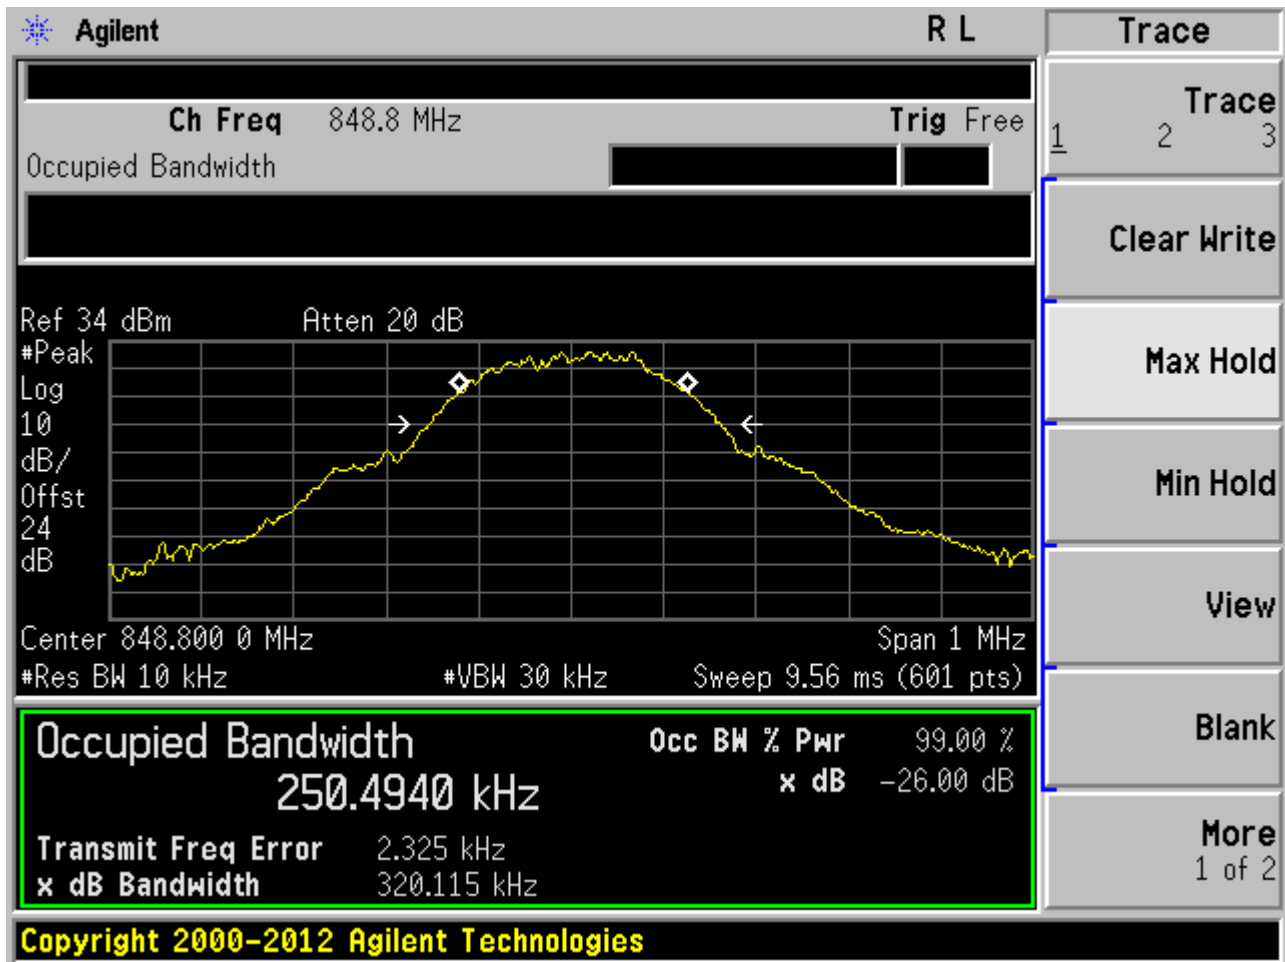 Agilent R L Trace
Ch Freq 848.8 MHz Trig Free
Occupied Bandwidth
Trace
1 2 3
Clear Write
Max Hold
Min Hold
View
Blank
More
1 of 2
Ref 34 dBm Atten 20 dB
#Peak
Log
10
dB/
Offst
24
dB
Center 848.800 0 MHz Span 1 MHz
#Res BW 10 kHz #VBW 30 kHz Sweep 9.56 ms (601 pts)
Occupied Bandwidth
250.4940 kHz
Occ BW % Pwr 99.00 %
x dB -26.00 dB
Transmit Freq Error 2.325 kHz
x dB Bandwidth 320.115 kHz
Copyright 2000-2012 Agilent Technologies